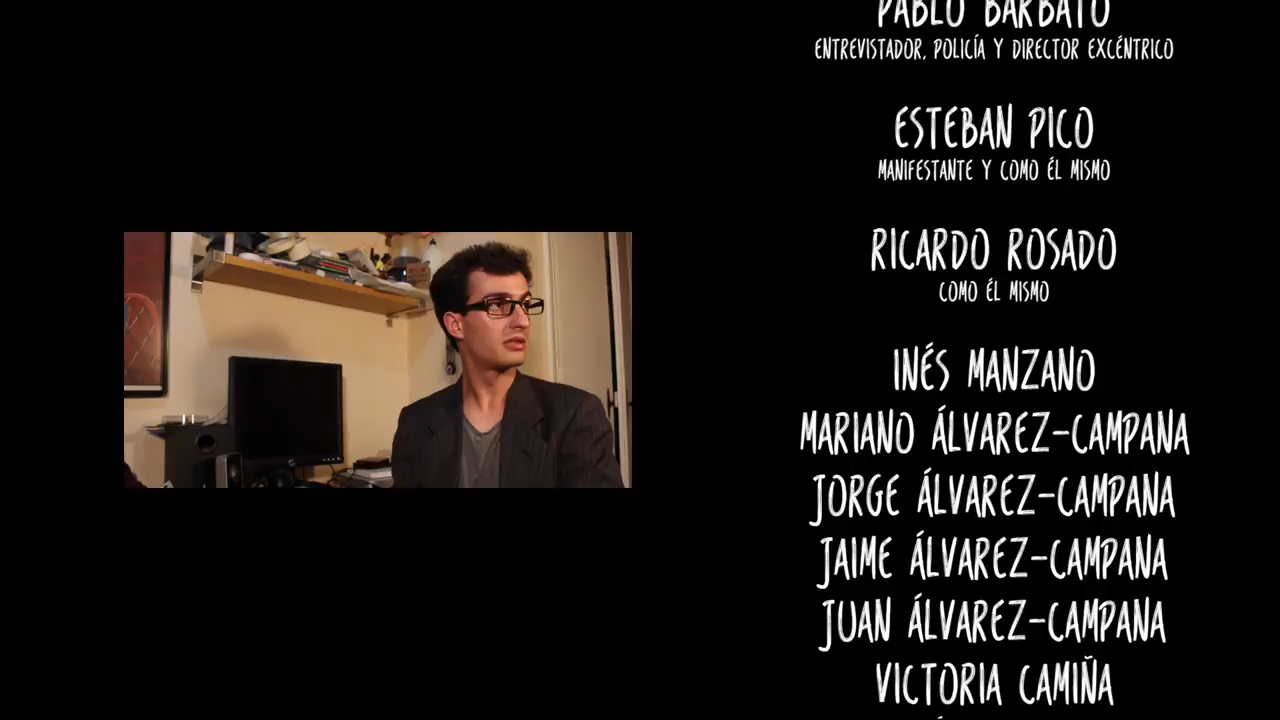 PABLO BARBATO
ENTREVISTADOR, POLICÍA Y DIRECTOR EXCÉNTRICO
ESTEBAN PICO
MANIFESTANTE Y COMO ÉL MISMO
RICARDO ROSADO
COMO ÉL MISMO
INÉS MANZANO
MARIANO ÁLVAREZ-CAMPANA
JORGE ÁLVAREZ-CAMPANA
JAIME ÁLVAREZ-CAMPANA
JUAN ÁLVAREZ-CAMPANA
VICTORIA CAMIÑA